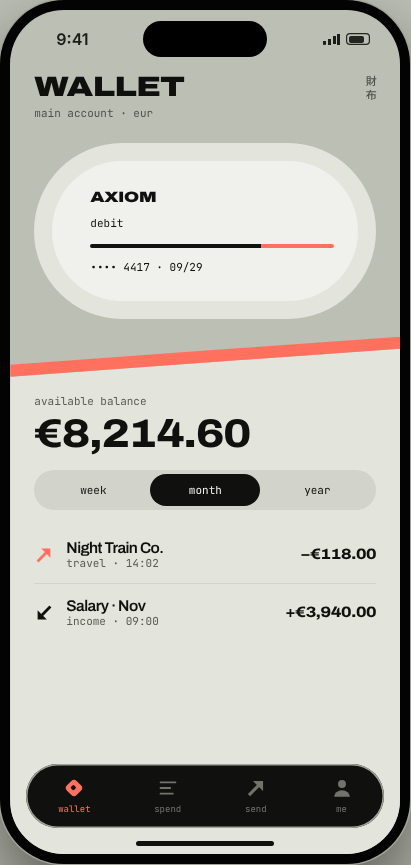 9:41
WALLET
main account · eur
財
布
AXIOM
debit
•••• 4417 · 09/29
available balance
€8,214.60
week month year
Night Train Co. –€118.00
travel · 14:02
Salary · Nov +€3,940.00
income · 09:00
wallet spend send me